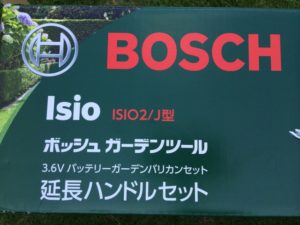 BOSCH
Isio ISIO2/J型
ボッシュ ガーデンツール
3.6V バッテリーガーデンバリカンセット
延長ハンドルセット